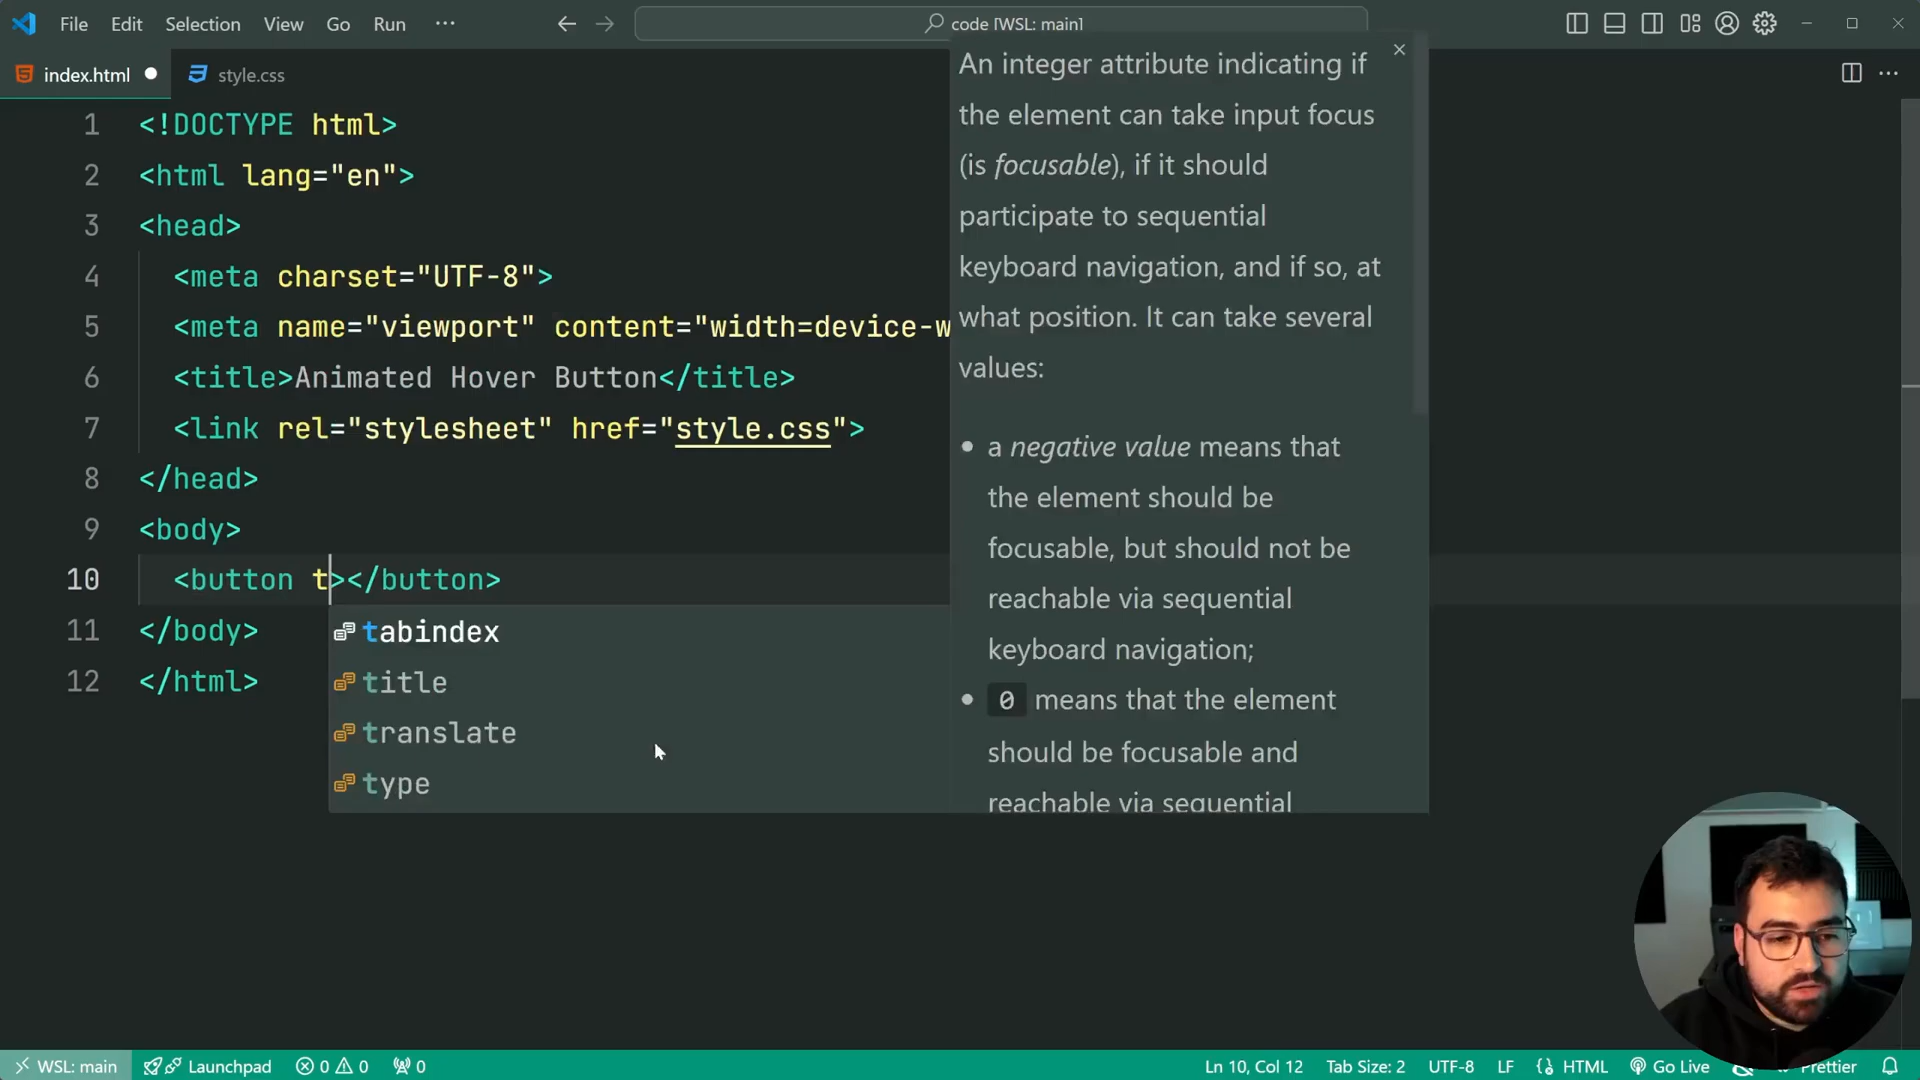 File Edit Selection View Go Run ···
code [WSL: main]
index.html
style.css
1 <!DOCTYPE html>
2 <html lang="en">
3 <head>
4 <meta charset="UTF-8">
5 <meta name="viewport" content="width=device-w
6 <title>Animated Hover Button</title>
7 <link rel="stylesheet" href="style.css">
8 </head>
9 <body>
10 <button t></button>
11 </body>
12 </html>
tabindex
title
translate
type
An integer attribute indicating if
the element can take input focus
(is focusable), if it should
participate to sequential
keyboard navigation, and if so, at
what position. It can take several
values:
• a negative value means that
the element should be
focusable, but should not be
reachable via sequential
keyboard navigation;
• 0 means that the element
should be focusable and
reachable via sequential
WSL: main Launchpad 0 0 0 Ln 10, Col 12 Tab Size: 2 UTF-8 LF HTML Go Live Prettier